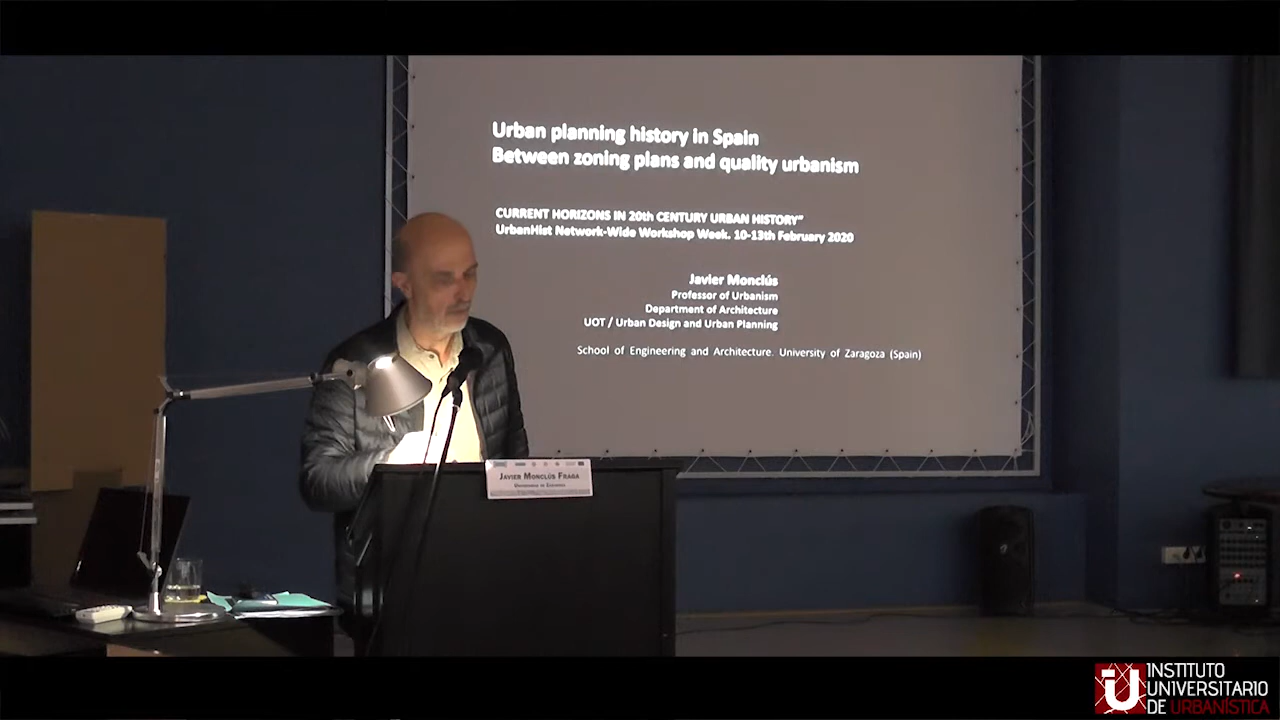 Urban planning history in Spain
Between zoning plans and quality urbanism
CURRENT HORIZONS IN 20th CENTURY URBAN HISTORY”
UrbanHist Network-Wide Workshop Week. 10-13th February 2020
Javier Monclús
Professor of Urbanism
Department of Architecture
UOT / Urban Design and Urban Planning
School of Engineering and Architecture. University of Zaragoza (Spain)
JAVIER MONCLÚS FRAGA
UNIVERSIDAD DE ZARAGOZA
INSTITUTO
UNIVERSITARIO
DE URBANÍSTICA